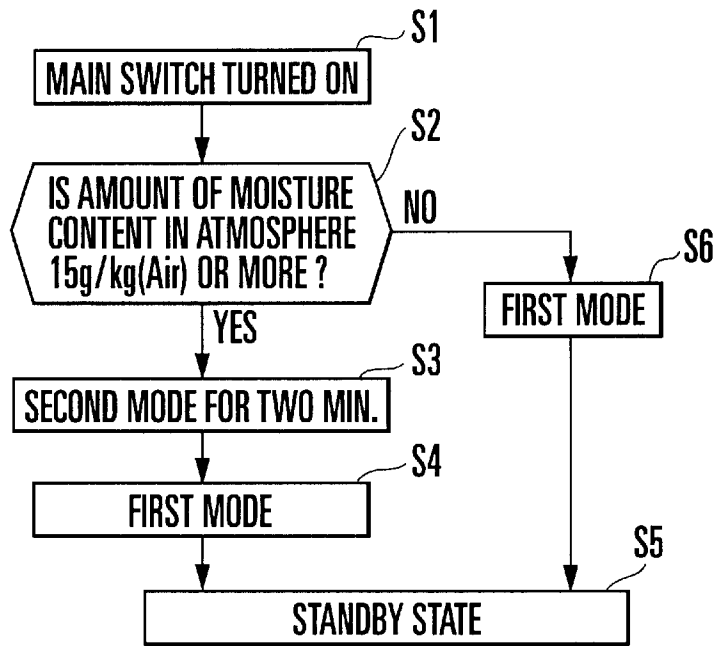 S1
MAIN SWITCH TURNED ON
S2
IS AMOUNT OF MOISTURE
CONTENT IN ATMOSPHERE
15g/kg(Air) OR MORE ?
NO
S6
FIRST MODE
YES
S3
SECOND MODE FOR TWO MIN.
S4
FIRST MODE
S5
STANDBY STATE